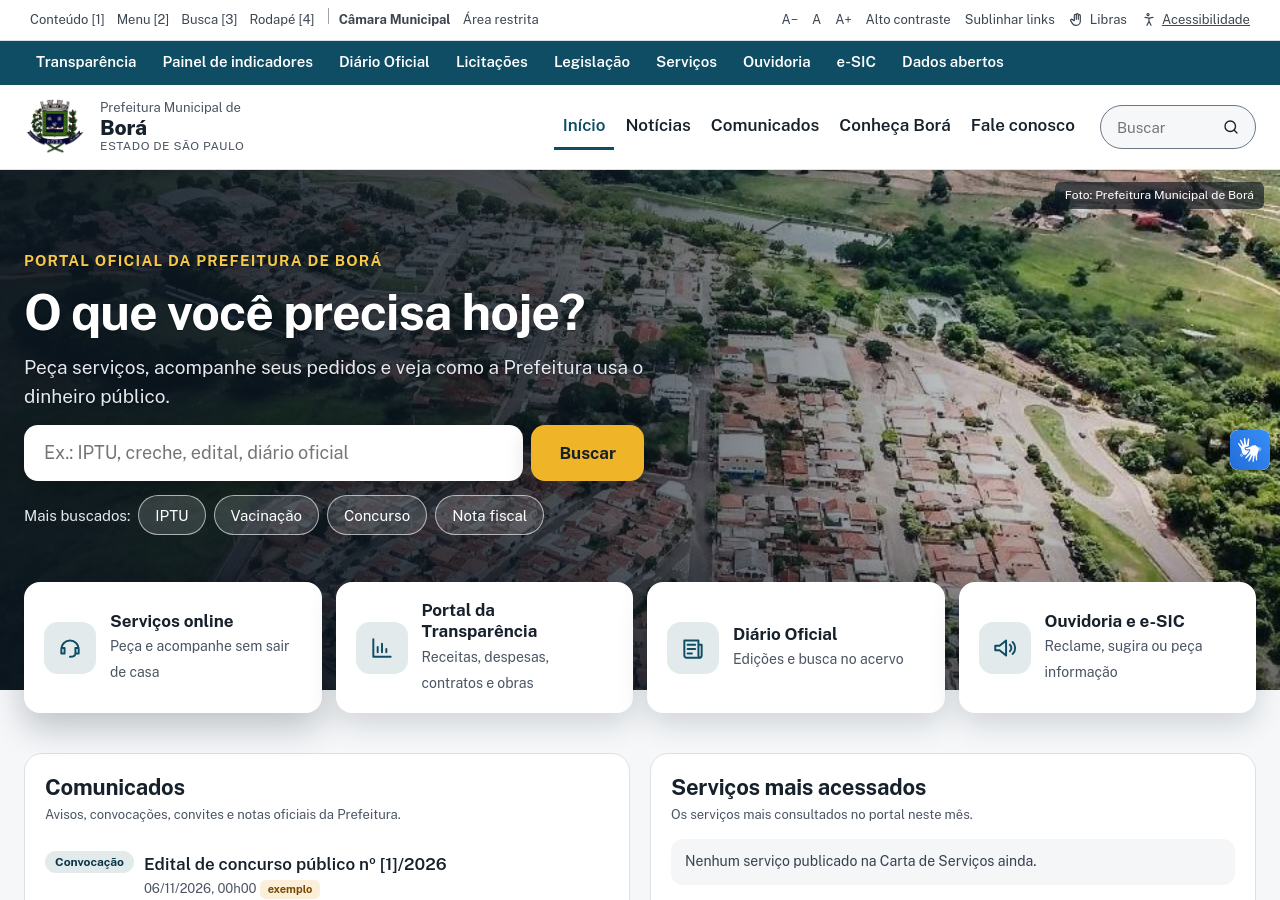 Conteúdo [1] Menu [2] Busca [3] Rodapé [4] Câmara Municipal Área restrita A− A A+ Alto contraste Sublinhar links Libras Acessibilidade
Transparência Painel de indicadores Diário Oficial Licitações Legislação Serviços Ouvidoria e-SIC Dados abertos
Prefeitura Municipal de
Borá
ESTADO DE SÃO PAULO
Início Notícias Comunicados Conheça Borá Fale conosco Buscar
Foto: Prefeitura Municipal de Borá
PORTAL OFICIAL DA PREFEITURA DE BORÁ
O que você precisa hoje?
Peça serviços, acompanhe seus pedidos e veja como a Prefeitura usa o
dinheiro público.
Ex.: IPTU, creche, edital, diário oficial Buscar
Mais buscados: IPTU Vacinação Concurso Nota fiscal
Serviços online
Peça e acompanhe sem sair
de casa
Portal da
Transparência
Receitas, despesas,
contratos e obras
Diário Oficial
Edições e busca no acervo
Ouvidoria e e-SIC
Reclame, sugira ou peça
informação
Comunicados
Avisos, convocações, convites e notas oficiais da Prefeitura.
Convocação Edital de concurso público nº [1]/2026
06/11/2026, 00h00 exemplo
Serviços mais acessados
Os serviços mais consultados no portal neste mês.
Nenhum serviço publicado na Carta de Serviços ainda.